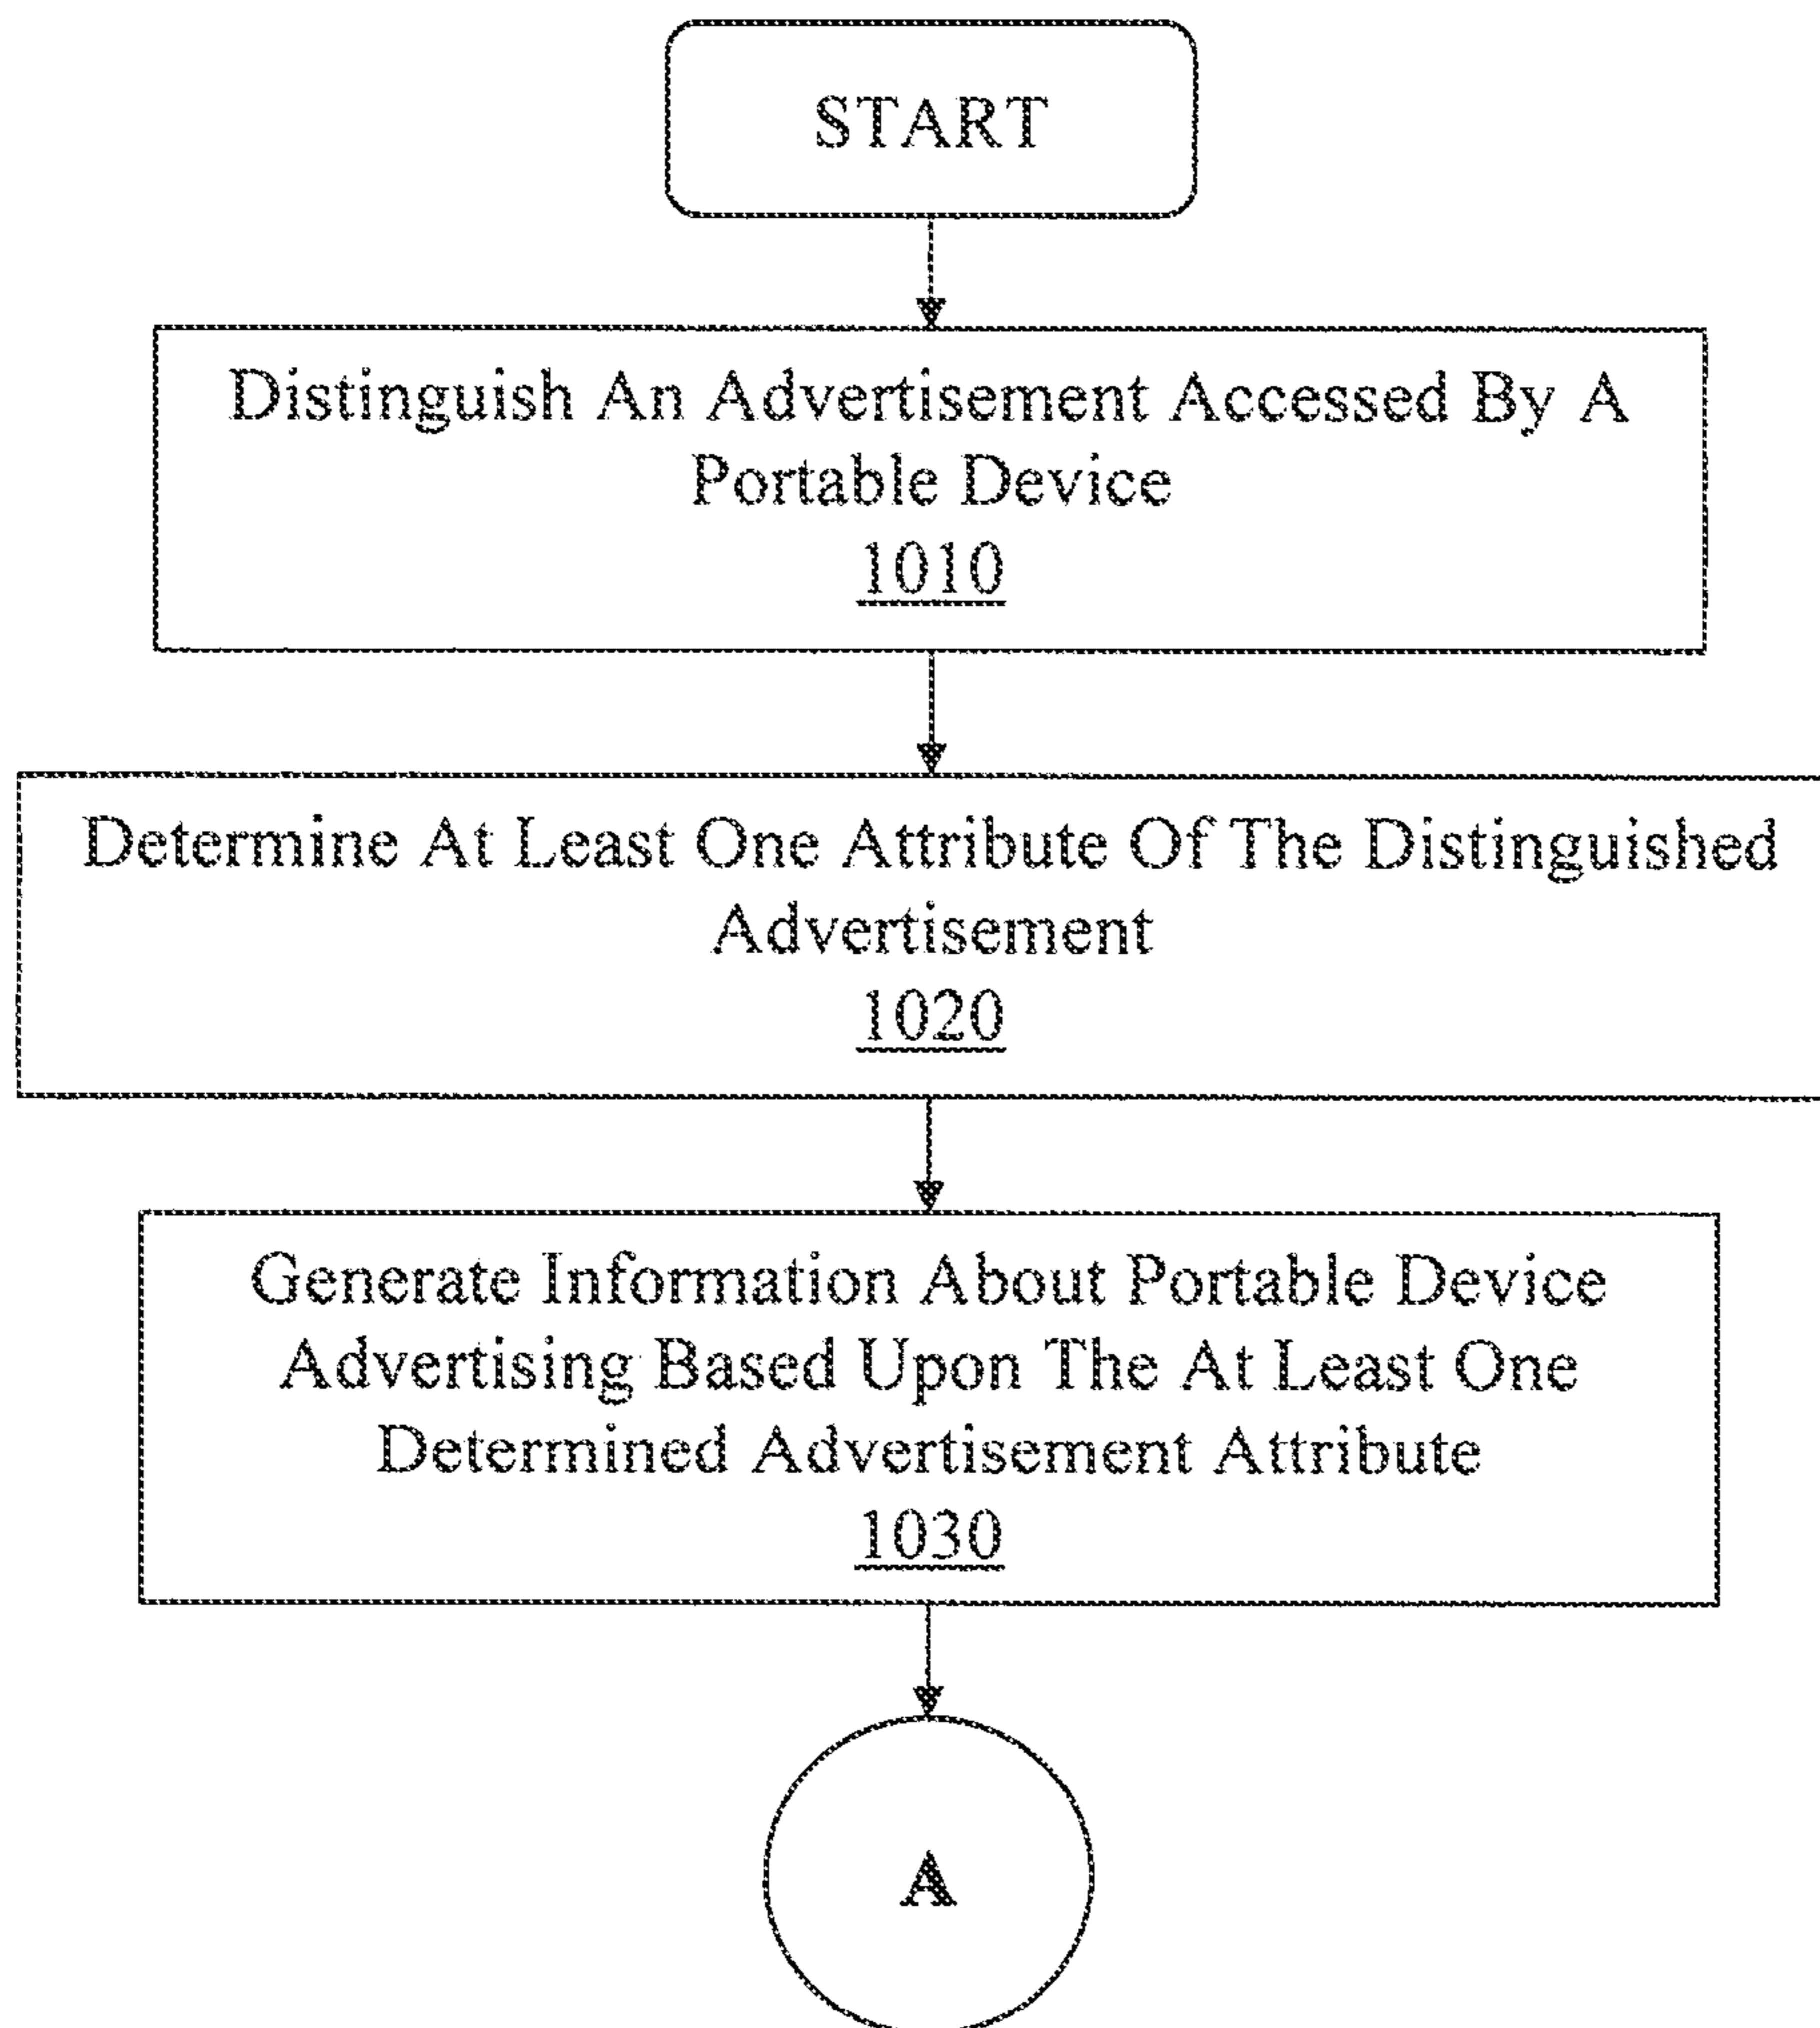 START
Distinguish An Advertisement Accessed By A
Portable Device
1010
Determine At Least One Attribute Of The Distinguished
Advertisement
1020
Generate Information About Portable Device
Advertising Based Upon The At Least One
Determined Advertisement Attribute
1030
A